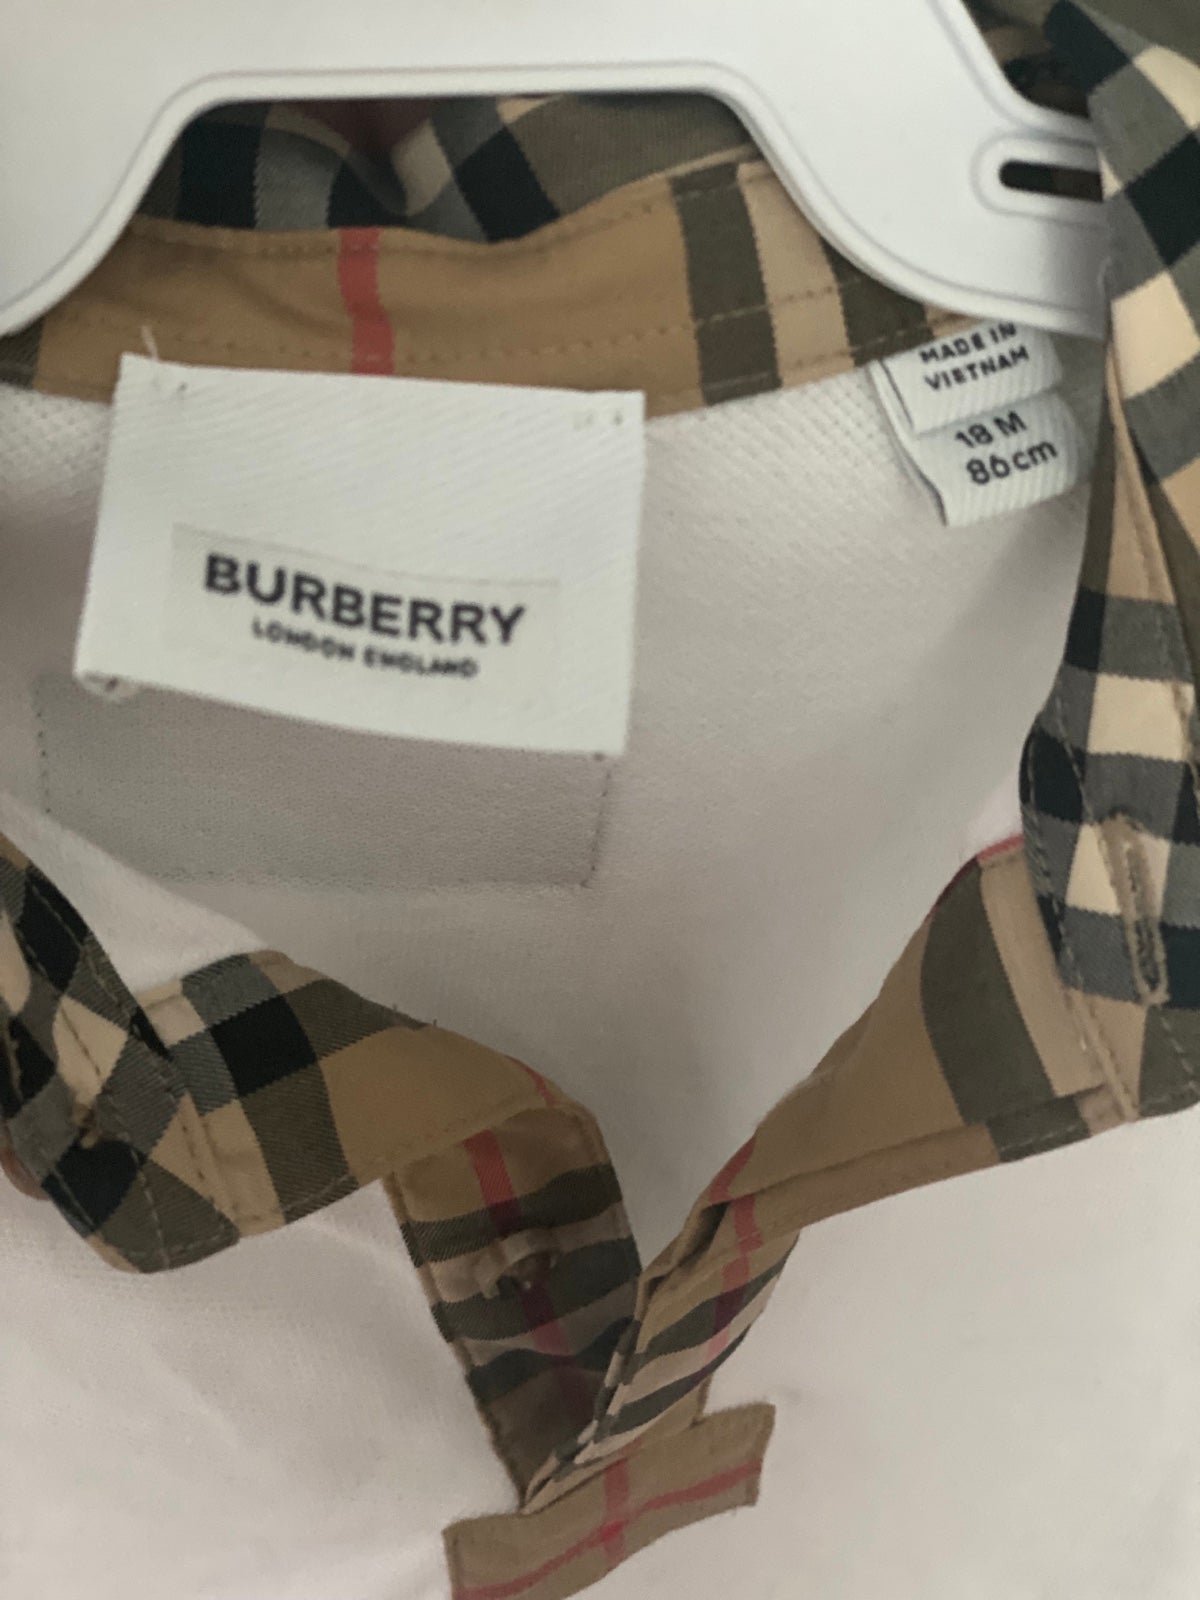 MADE IN
VIETNAM
18 M
86cm
BURBERRY
LONDON ENGLAND